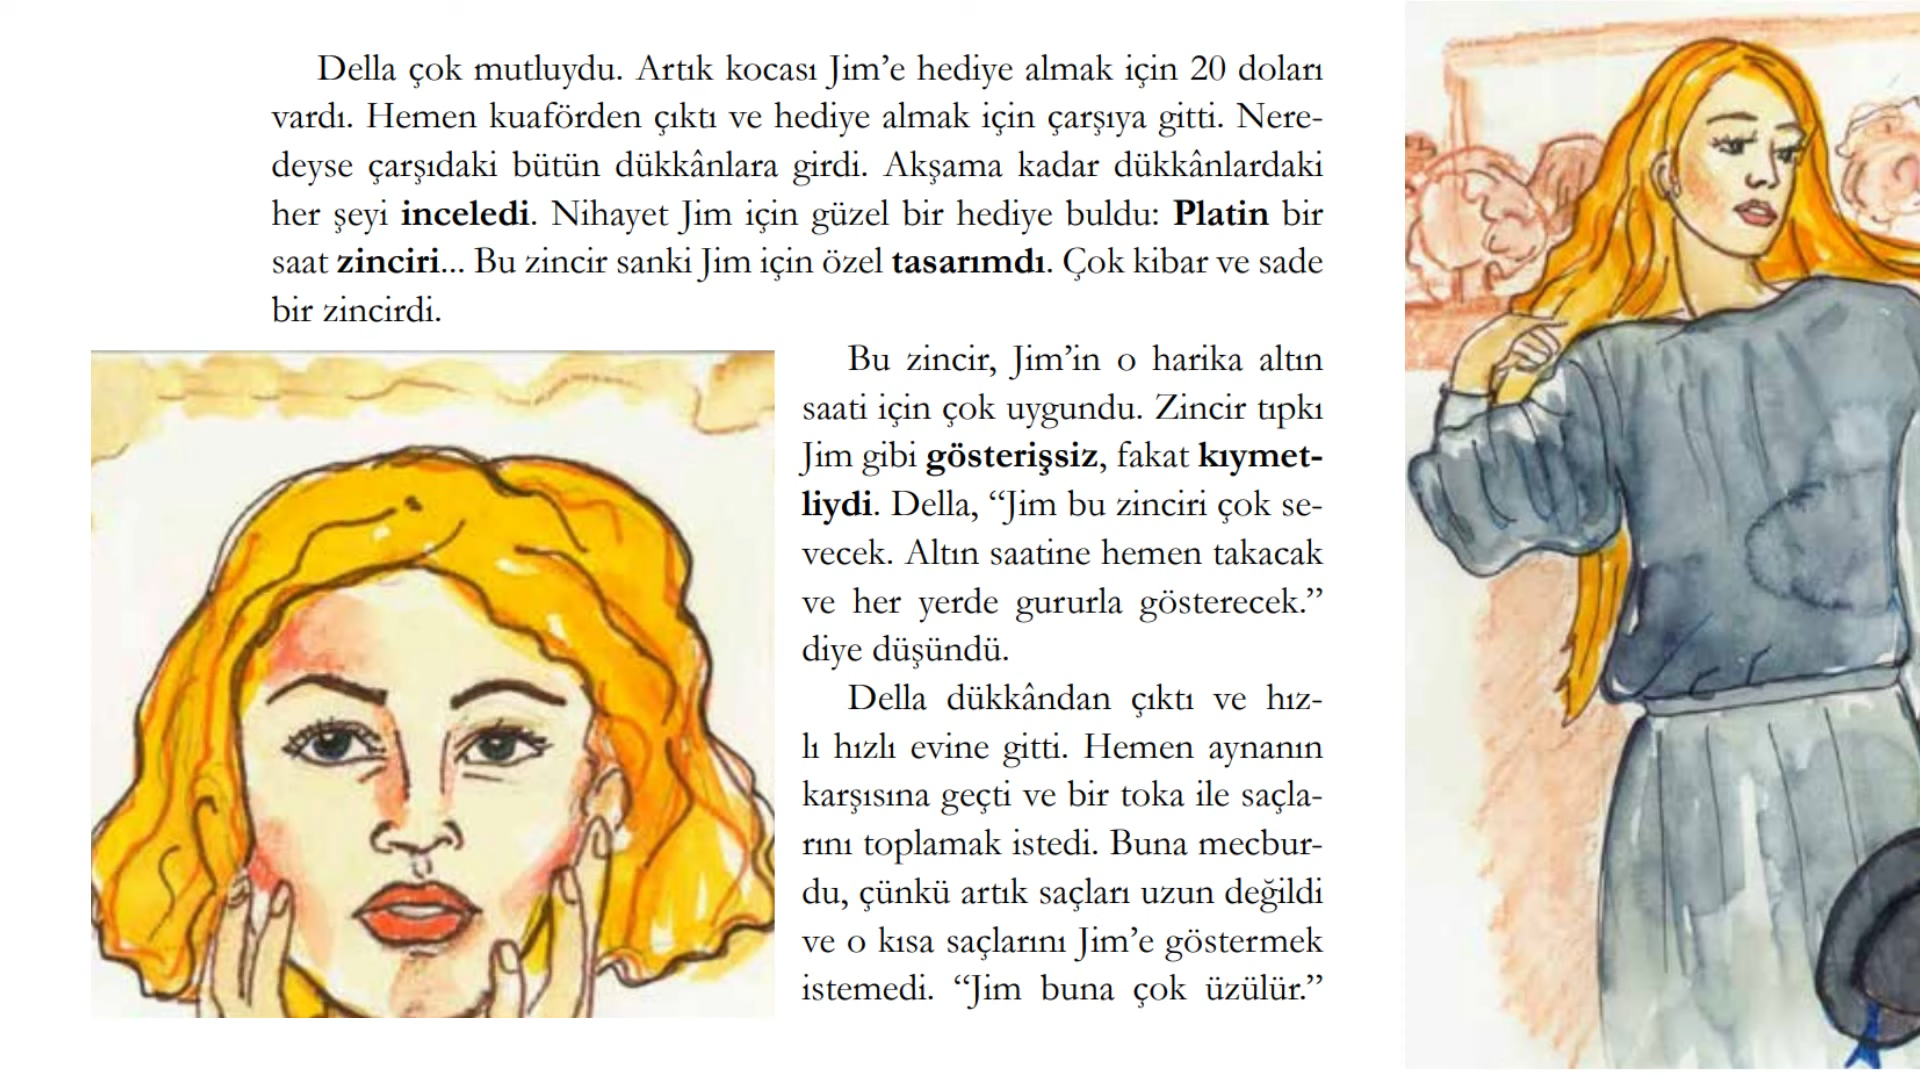 Della çok mutluydu. Artık kocası Jim’e hediye almak için 20 doları
vardı. Hemen kuaförden çıktı ve hediye almak için çarşıya gitti. Nere-
deyse çarşıdaki bütün dükkânlara girdi. Akşama kadar dükkânlardaki
her şeyi inceledi. Nihayet Jim için güzel bir hediye buldu: Platin bir
saat zinciri... Bu zincir sanki Jim için özel tasarımdı. Çok kibar ve sade
bir zincirdi.
Bu zincir, Jim’in o harika altın
saati için çok uygundu. Zincir tıpkı
Jim gibi gösterişsiz, fakat kıymet-
liydi. Della, “Jim bu zinciri çok se-
vecek. Altın saatine hemen takacak
ve her yerde gururla gösterecek.”
diye düşündü.
Della dükkândan çıktı ve hız-
lı hızlı evine gitti. Hemen aynanın
karşısına geçti ve bir toka ile saçla-
rını toplamak istedi. Buna mecbur-
du, çünkü artık saçları uzun değildi
ve o kısa saçlarını Jim’e göstermek
istemedi. “Jim buna çok üzülür.”